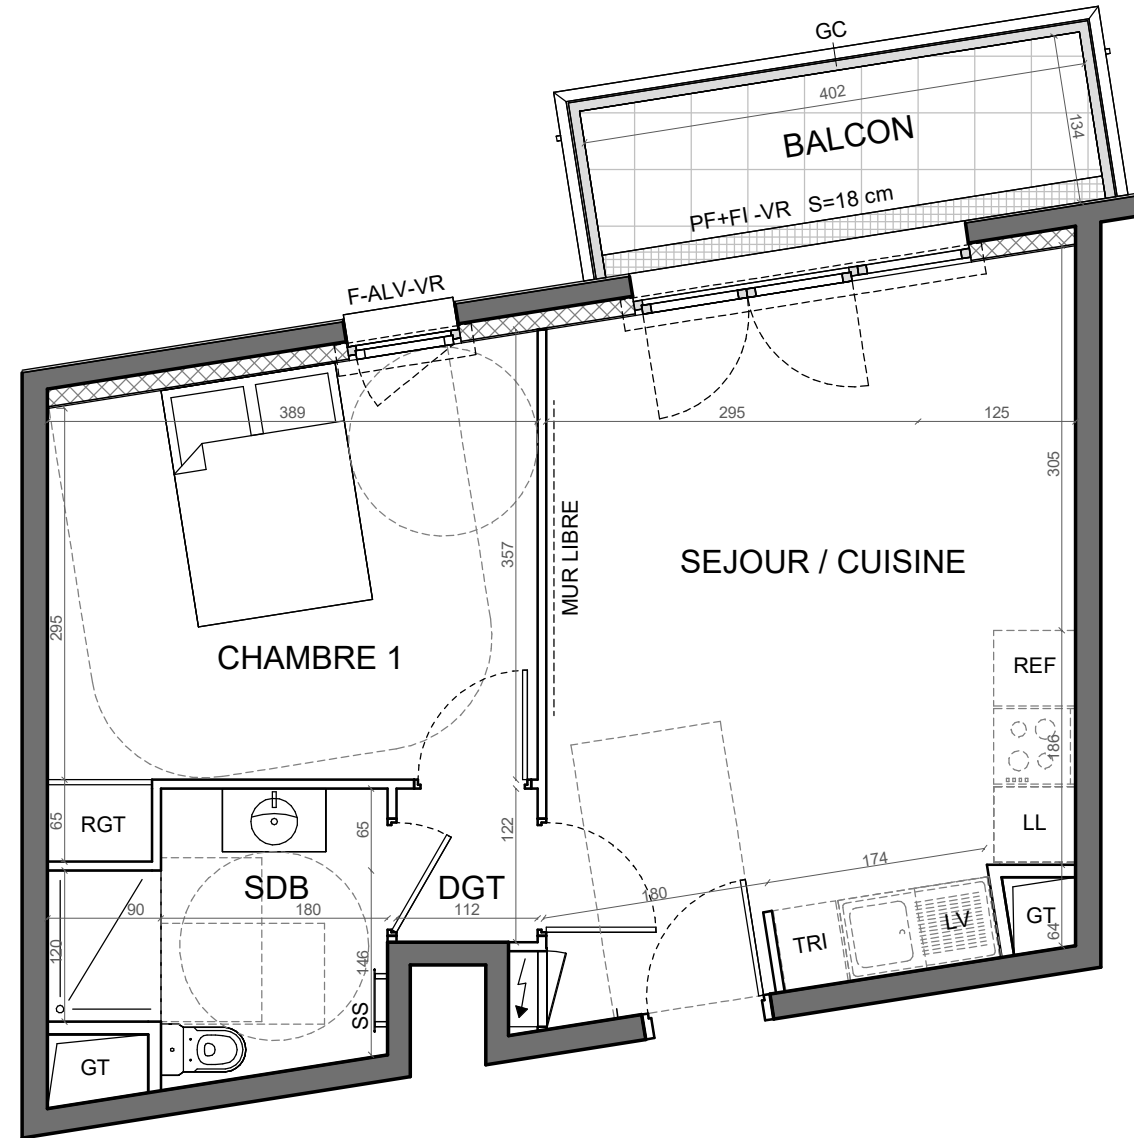 GC
402
134
BALCON
PF+FI -VR S=18 cm
F-ALV-VR
389
295
125
305
MUR LIBRE
357
SEJOUR / CUISINE
295
CHAMBRE 1
REF
186
65
RGT
65
122
LL
SDB
DGT
174
90
180
112
180
GT
TRI
LV
64
120
146
SS
GT